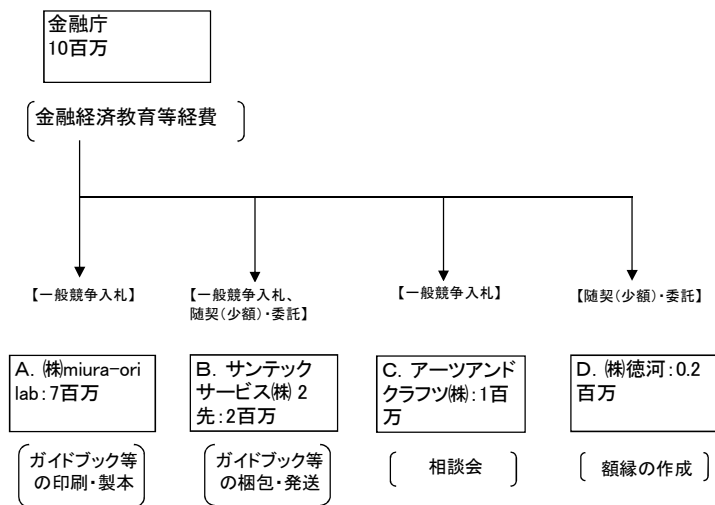 金融庁
10百万
金融経済教育等経費
【一般競争入札】
【一般競争入札、
随契(少額)・委託】
【一般競争入札】
【随契(少額)・委託】
A. ㈱miura-ori
lab:7百万
B. サンテック
サービス㈱ 2
先:2百万
C. アーツアンド
クラフツ㈱:1百
万
D. ㈱徳河:0.2
百万
ガイドブック等
の印刷・製本
ガイドブック等
の梱包・発送
相談会
額縁の作成